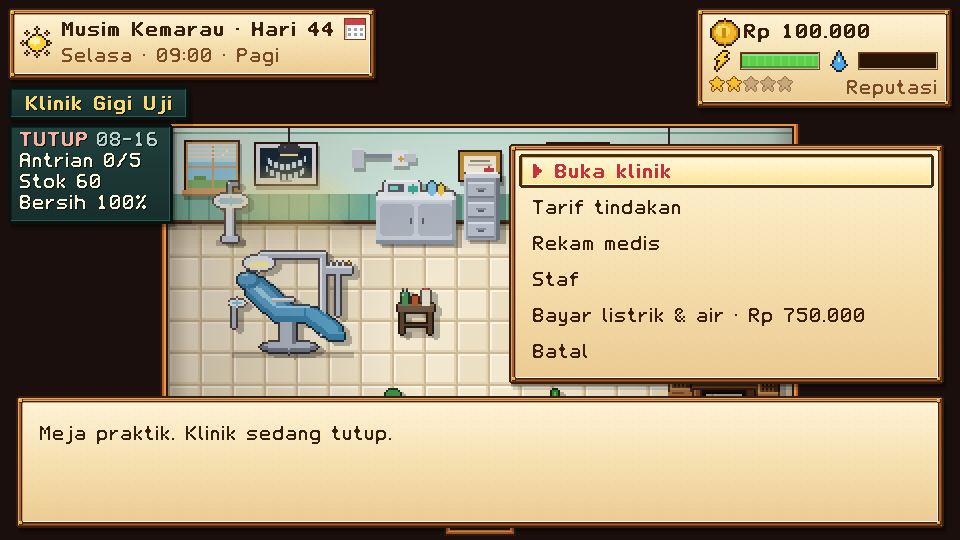 Musim Kemarau · Hari 44
Selasa · 09:00 · Pagi
Rp 100.000
Reputasi
Klinik Gigi Uji
TUTUP 08-16
Antrian 0/5
Stok 60
Bersih 100%
Buka klinik
Tarif tindakan
Rekam medis
Staf
Bayar listrik & air · Rp 750.000
Batal
Meja praktik. Klinik sedang tutup.